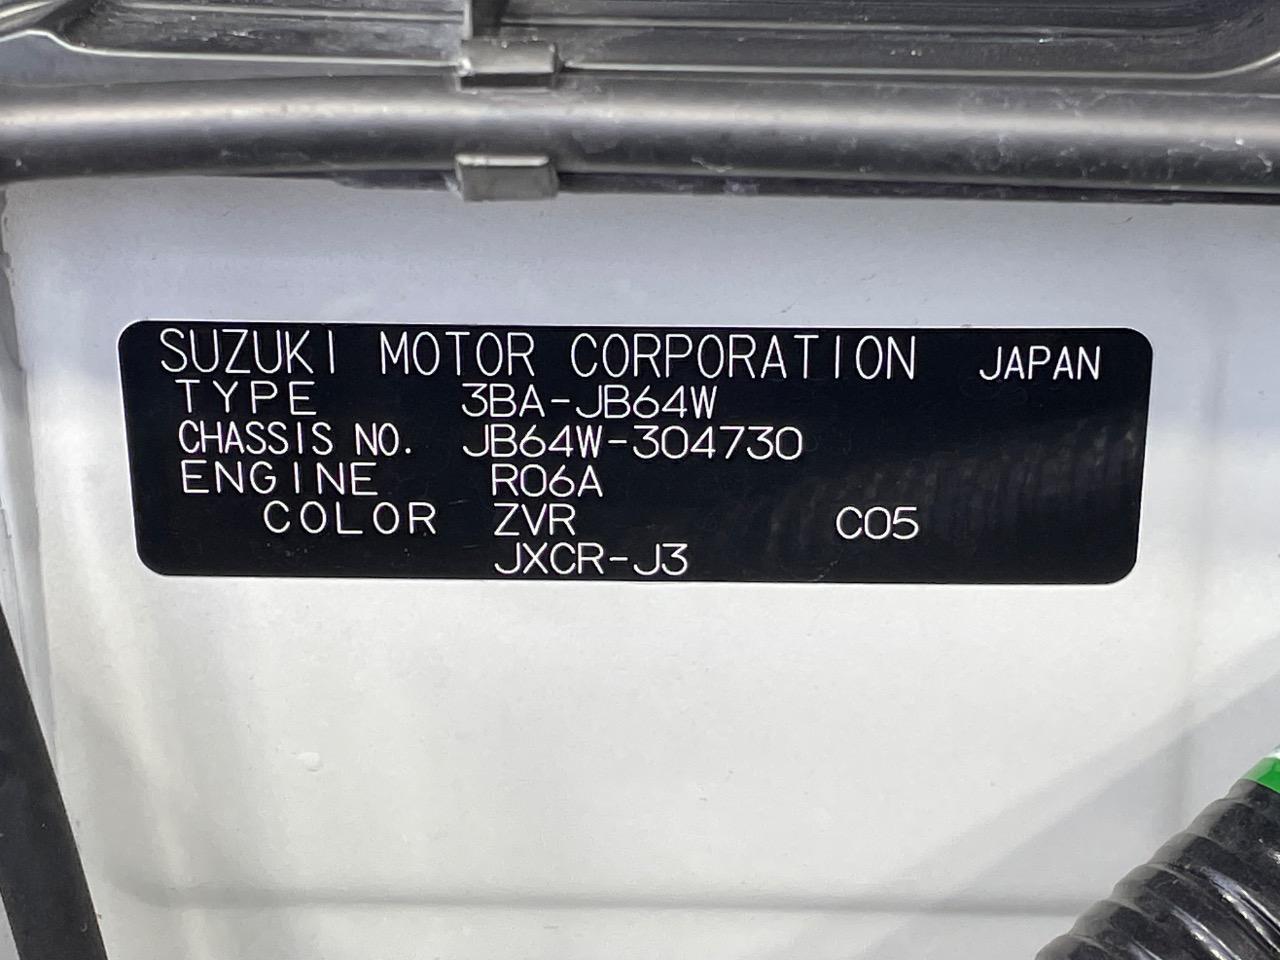 SUZUKI MOTOR CORPORATION JAPAN
TYPE 3BA-JB64W
CHASSIS NO. JB64W-304730
ENGINE R06A
COLOR ZVR C05
JXCR-J3